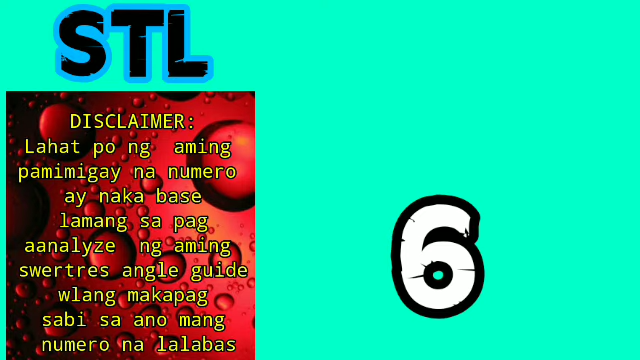 STL
DISCLAIMER:
Lahat po ng aming
pamimigay na numero
ay naka base
lamang sa pag
aanalyze ng aming
swertres angle guide
wlang makapag
sabi sa ano mang
numero na lalabas
6